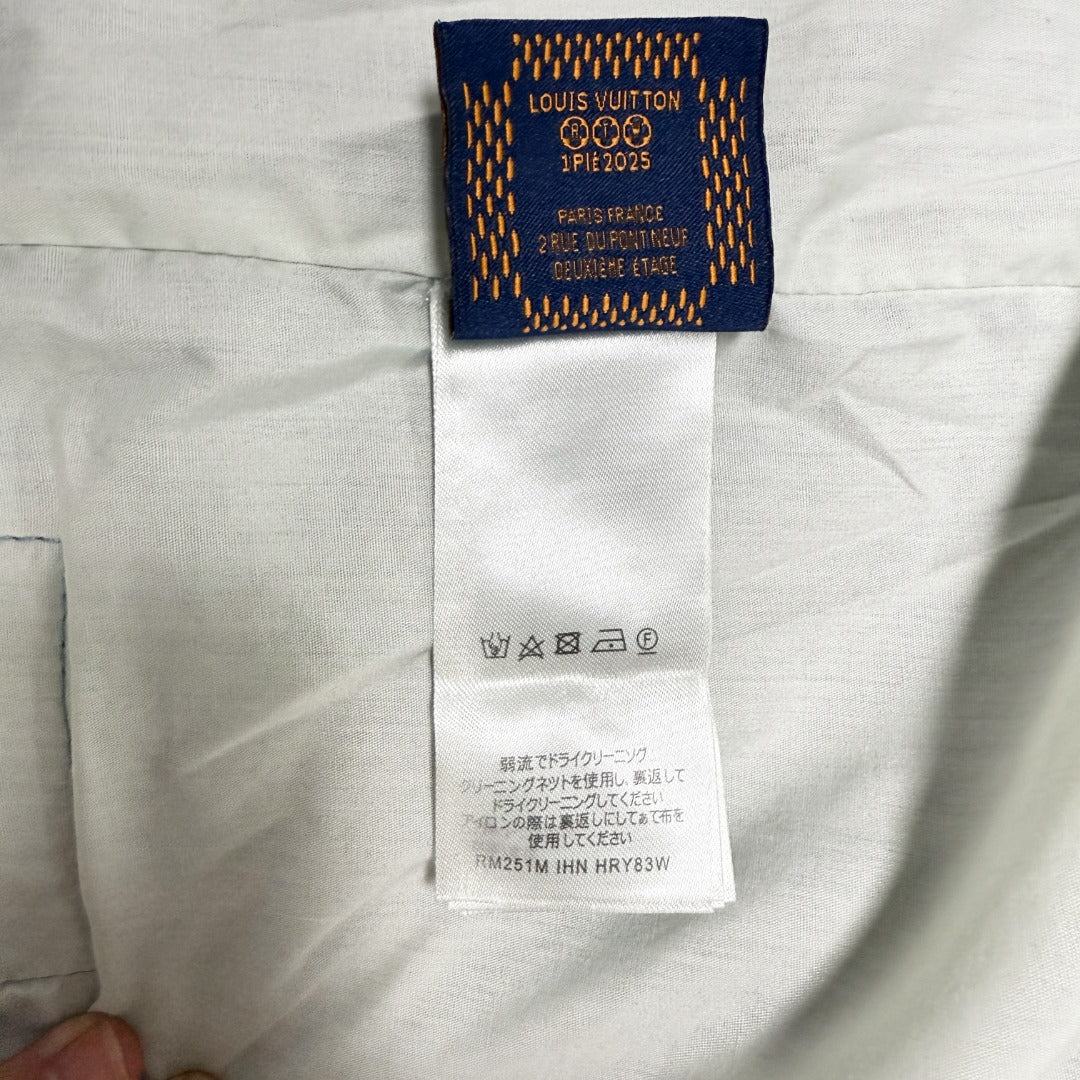 LOUIS VUITTON
R T W
1PIÉ2025
PARIS FRANCE
2 RUE DU PONT NEUF
DEUXIÈME ÉTAGE
F
弱流でドライクリーニング
クリーニングネットを使用し、裏返して
ドライクリーニングしてください
アイロンの際は裏返しにしてあて布を
使用してください
RM251M IHN HRY83W